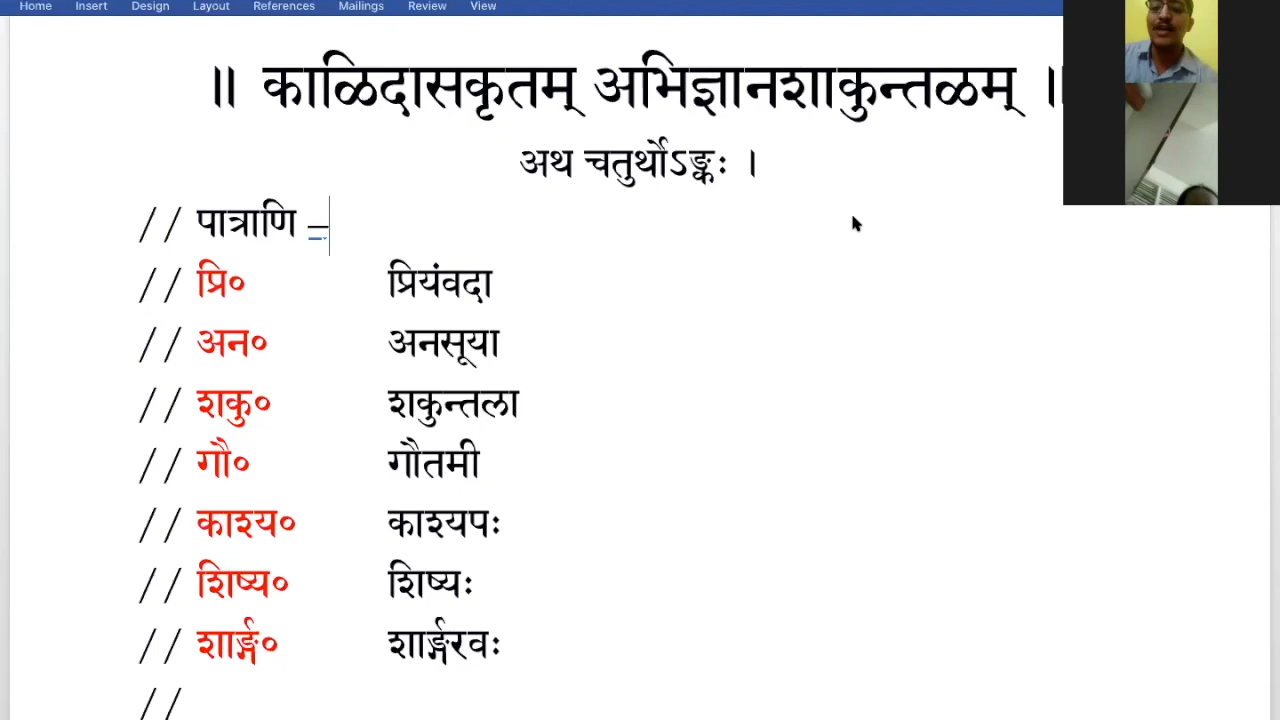 Home Insert Design Layout References Mailings Review View
॥ काळिदासकृतम् अभिज्ञानशाकुन्तळम् ।
अथ चतुर्थोऽङ्कः ।
// पात्राणि –
// प्रि० प्रियंवदा
// अन० अनसूया
// शकु० शकुन्तला
// गौ० गौतमी
// काश्य० काश्यपः
// शिष्य० शिष्यः
// शार्ङ्ग० शार्ङ्गरवः
//